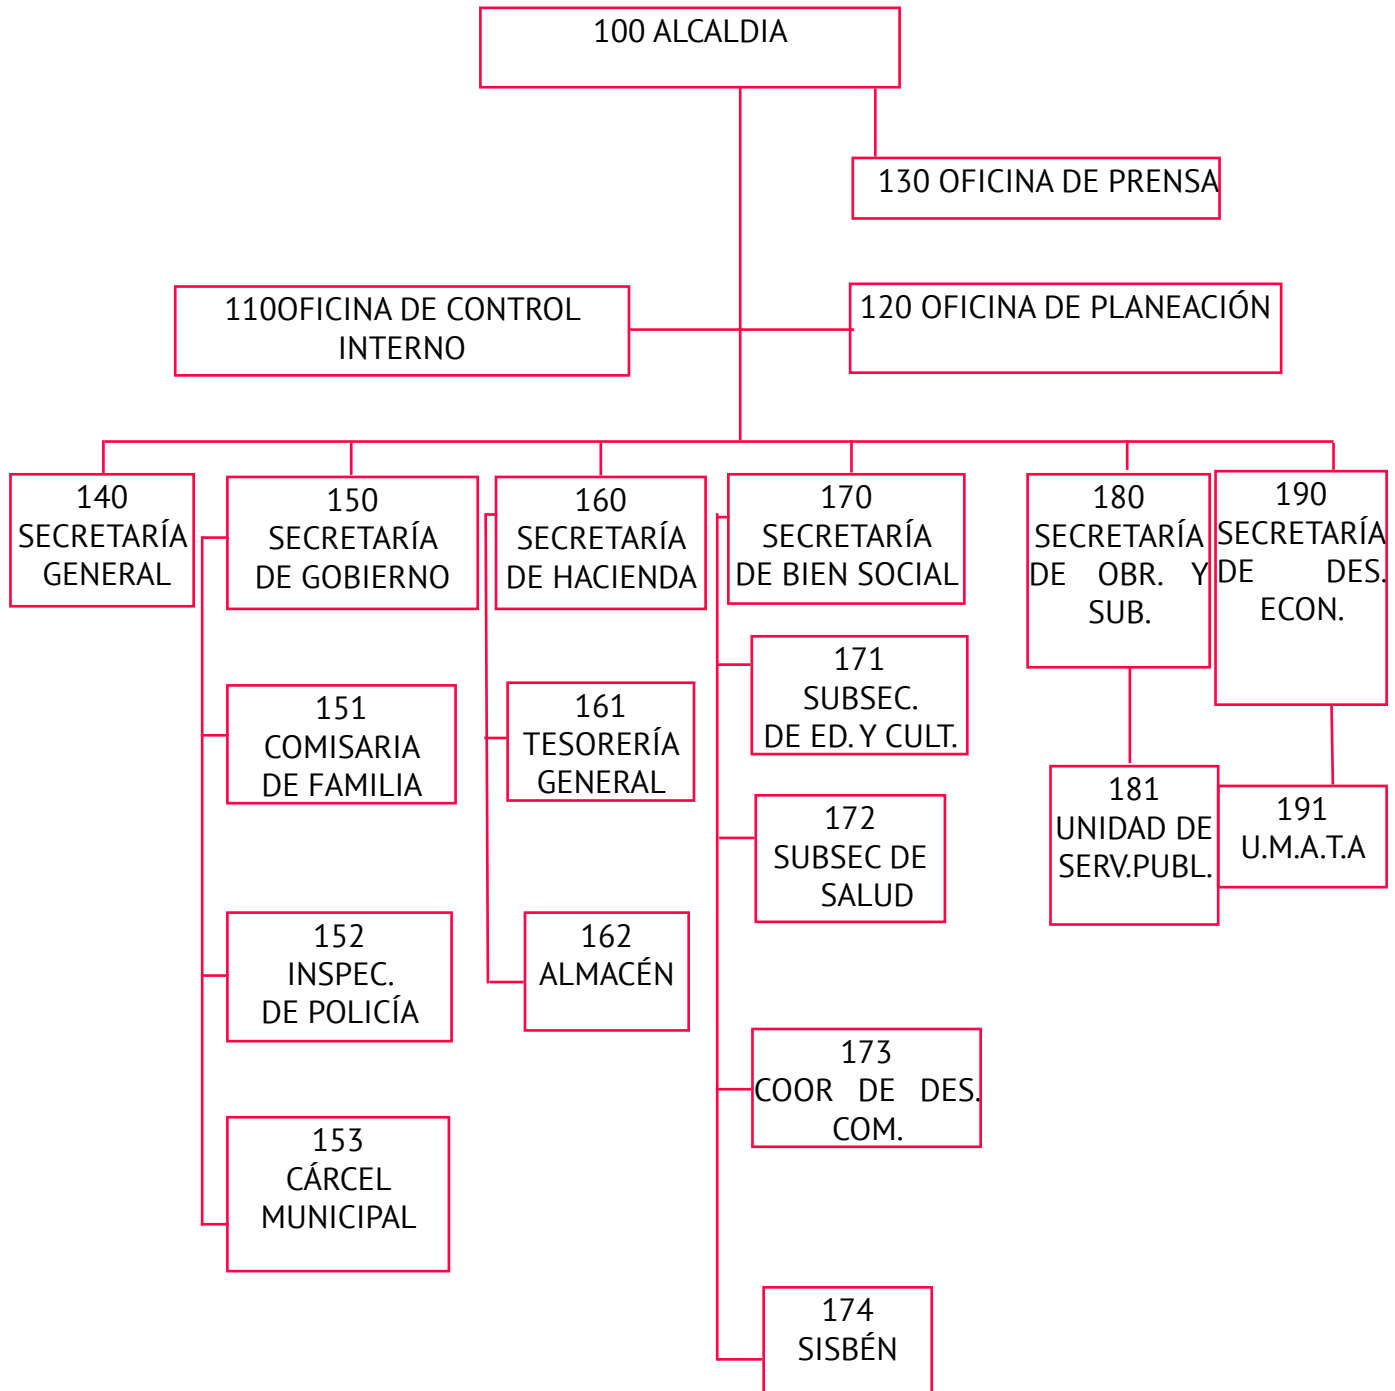 100 ALCALDIA
130 OFICINA DE PRENSA
110OFICINA DE CONTROL
INTERNO
120 OFICINA DE PLANEACIÓN
140
SECRETARÍA
GENERAL
150
SECRETARÍA
DE GOBIERNO
160
SECRETARÍA
DE HACIENDA
170
SECRETARÍA
DE BIEN SOCIAL
180
SECRETARÍA
DE OBR. Y
SUB.
190
SECRETARÍA
DE DES.
ECON.
151
COMISARIA
DE FAMILIA
152
INSPEC.
DE POLICÍA
153
CÁRCEL
MUNICIPAL
161
TESORERÍA
GENERAL
162
ALMACÉN
171
SUBSEC.
DE ED. Y CULT.
172
SUBSEC DE
SALUD
173
COOR DE DES.
COM.
174
SISBÉN
181
UNIDAD DE
SERV.PUBL.
191
U.M.A.T.A